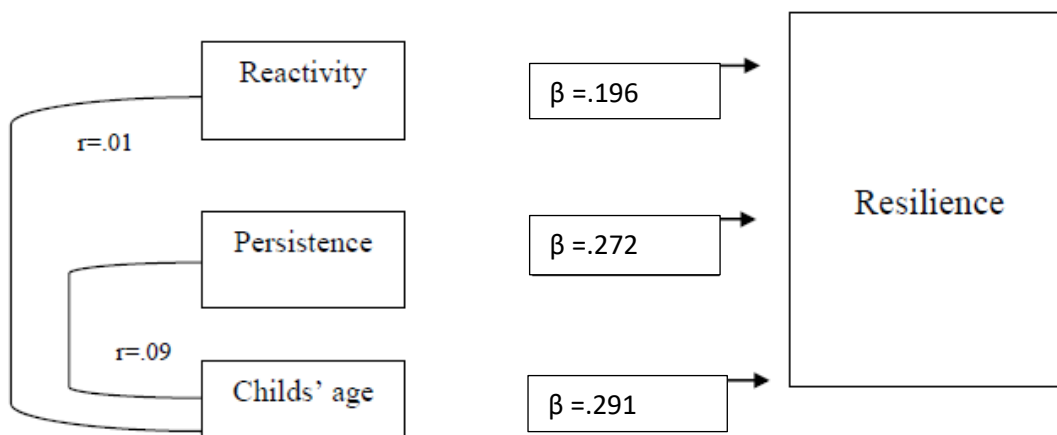 Reactivity
β =.196
r=.01
Resilience
Persistence
β =.272
r=.09
Childs’ age
β =.291